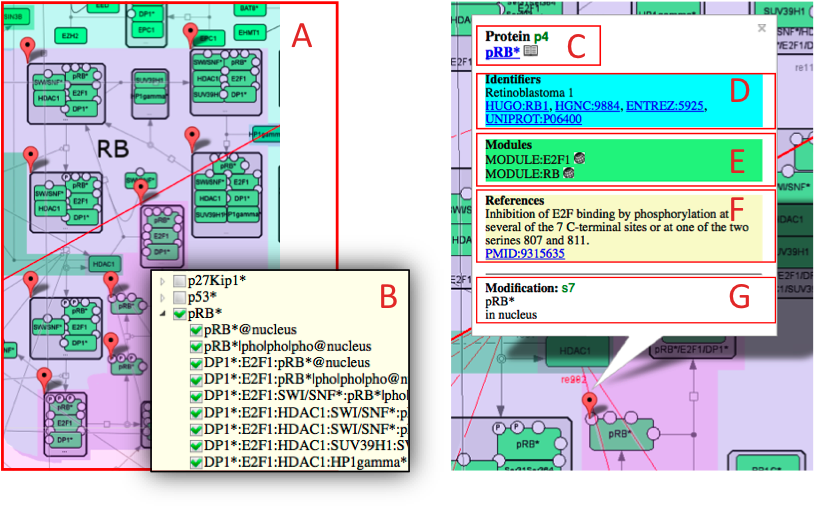 SIN3B
DP1*
EPC1
BAT8*
E2H2
EPC1
EHMT1
A
SWI/SNF*
pRB*
HDAC1
E2F1
DP1*
...
SUV39H1
HP1gamma*
...
SWI/SNF*
pRB*
HDAC1
E2F1
SUV39H1
DP1*
...
HP1gamma*
RB
SWI/SNF*
pRB*
HDAC1
E2F1
DP1*
...
SWI/SNF*
pRB*
SWI/SNF*
E2F1
HDAC1
DP1*
SUV39H1
HP1gamma*
...
pRB*
E2F1
DP1*
...
HDAC1
P
P
pRB*
SWI/SNF*
E2F1
HDAC1
DP1*
...
pRB*
pRB*
pRB*
E2F1
DP1*
...
B
p27Kip1*
p53*
pRB*
pRB*@nucleus
pRB*|pho|pho|pho@nucleus
DP1*:E2F1:pRB*@nucleus
DP1*:E2F1:pRB*|pho|pho|pho@n
DP1*:E2F1:SWI/SNF*:pRB*|pho|
DP1*:E2F1:HDAC1:SWI/SNF*:p
DP1*:E2F1:HDAC1:SWI/SNF*:p
DP1*:E2F1:HDAC1:SUV39H1:SV
DP1*:E2F1:HDAC1:HP1gamma*
E2F1
HP1gamma*
SUV39H1
Protein p4
pRB*
C
Identifiers
Retinoblastoma 1
HUGO:RB1, HGNC:9884, ENTREZ:5925,
UNIPROT:P06400
D
Modules
MODULE:E2F1
MODULE:RB
E
References
Inhibition of E2F binding by phosphorylation at
several of the 7 C-terminal sites or at one of the two
serines 807 and 811.
PMID:9315635
F
Modification: s7
pRB*
in nucleus
G
re11
HDAC1
pRB*/E2F1/DP1*
re282
P
P
pRB*
E2F1
pRB*